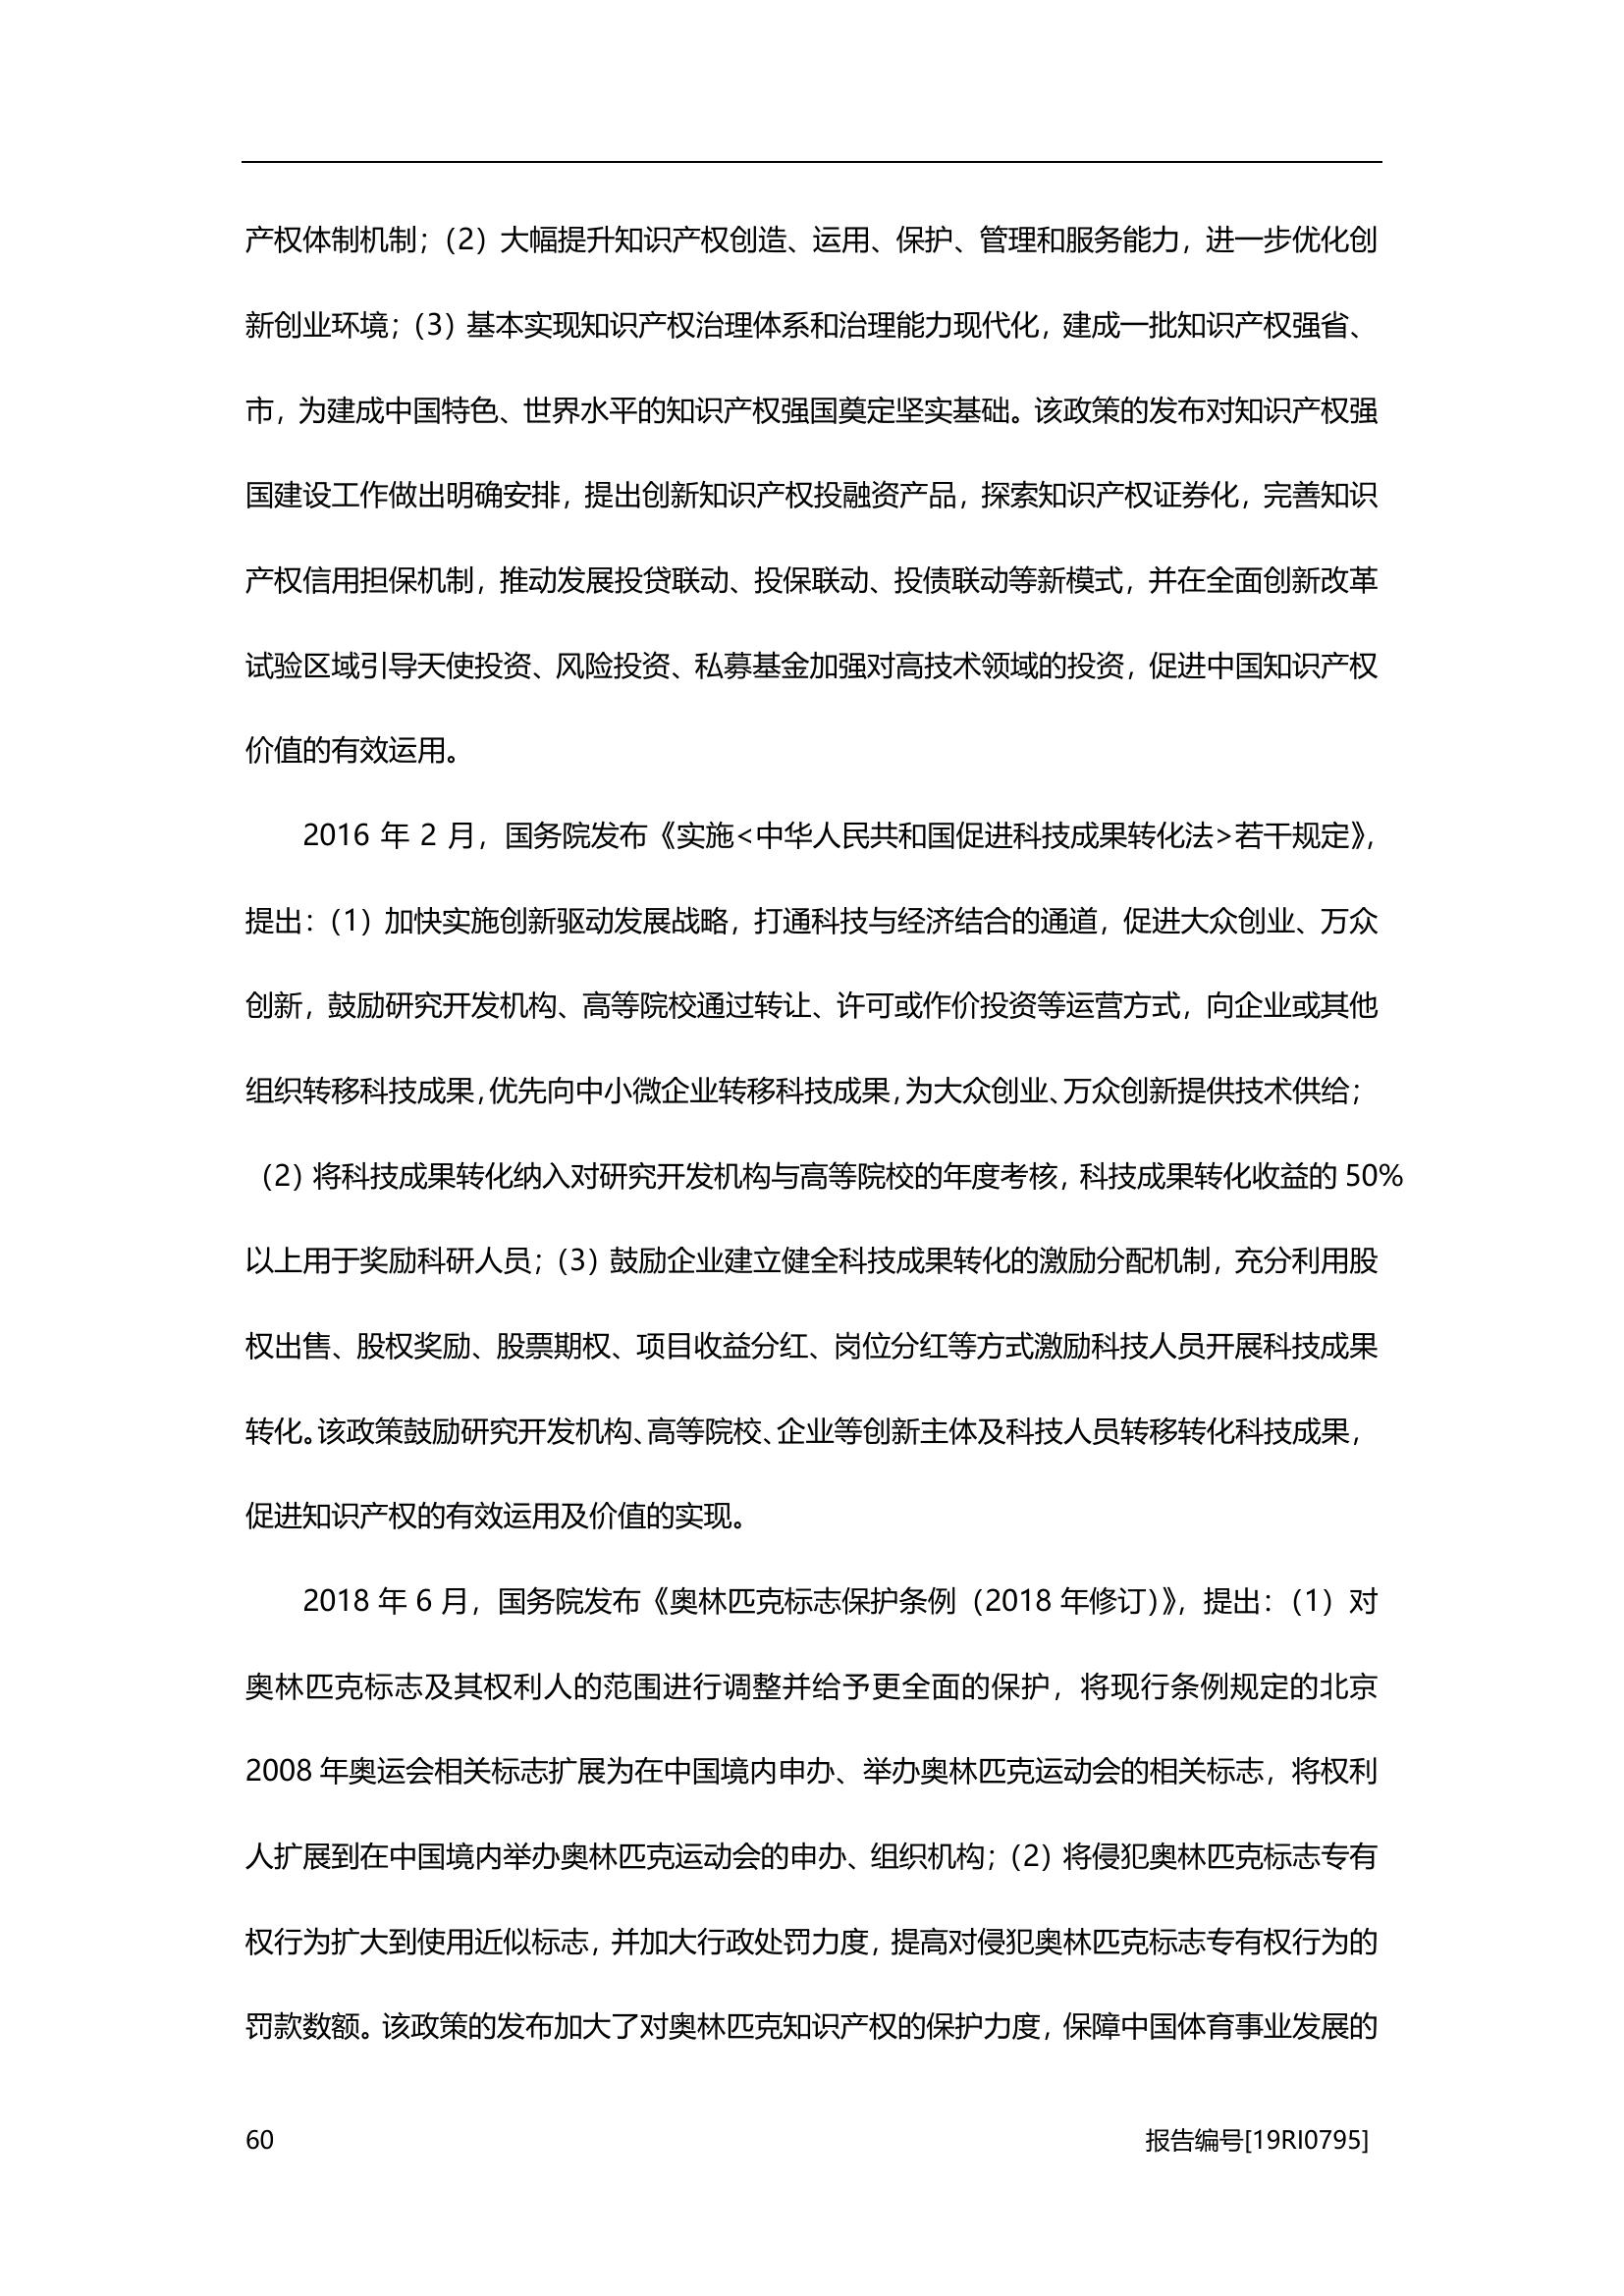 产权体制机制；（2）大幅提升知识产权创造、运用、保护、管理和服务能力，进一步优化创
新创业环境；（3）基本实现知识产权治理体系和治理能力现代化，建成一批知识产权强省、
市，为建成中国特色、世界水平的知识产权强国奠定坚实基础。该政策的发布对知识产权强
国建设工作做出明确安排，提出创新知识产权投融资产品，探索知识产权证券化，完善知识
产权信用担保机制，推动发展投贷联动、投保联动、投债联动等新模式，并在全面创新改革
试验区域引导天使投资、风险投资、私募基金加强对高技术领域的投资，促进中国知识产权
价值的有效运用。
2016 年 2 月，国务院发布《实施<中华人民共和国促进科技成果转化法>若干规定》，
提出：（1）加快实施创新驱动发展战略，打通科技与经济结合的通道，促进大众创业、万众
创新，鼓励研究开发机构、高等院校通过转让、许可或作价投资等运营方式，向企业或其他
组织转移科技成果，优先向中小微企业转移科技成果，为大众创业、万众创新提供技术供给；
（2）将科技成果转化纳入对研究开发机构与高等院校的年度考核，科技成果转化收益的 50%
以上用于奖励科研人员；（3）鼓励企业建立健全科技成果转化的激励分配机制，充分利用股
权出售、股权奖励、股票期权、项目收益分红、岗位分红等方式激励科技人员开展科技成果
转化。该政策鼓励研究开发机构、高等院校、企业等创新主体及科技人员转移转化科技成果，
促进知识产权的有效运用及价值的实现。
2018 年 6 月，国务院发布《奥林匹克标志保护条例（2018 年修订）》，提出：（1）对
奥林匹克标志及其权利人的范围进行调整并给予更全面的保护，将现行条例规定的北京
2008 年奥运会相关标志扩展为在中国境内申办、举办奥林匹克运动会的相关标志，将权利
人扩展到在中国境内举办奥林匹克运动会的申办、组织机构；（2）将侵犯奥林匹克标志专有
权行为扩大到使用近似标志，并加大行政处罚力度，提高对侵犯奥林匹克标志专有权行为的
罚款数额。该政策的发布加大了对奥林匹克知识产权的保护力度，保障中国体育事业发展的
60 报告编号[19RI0795]